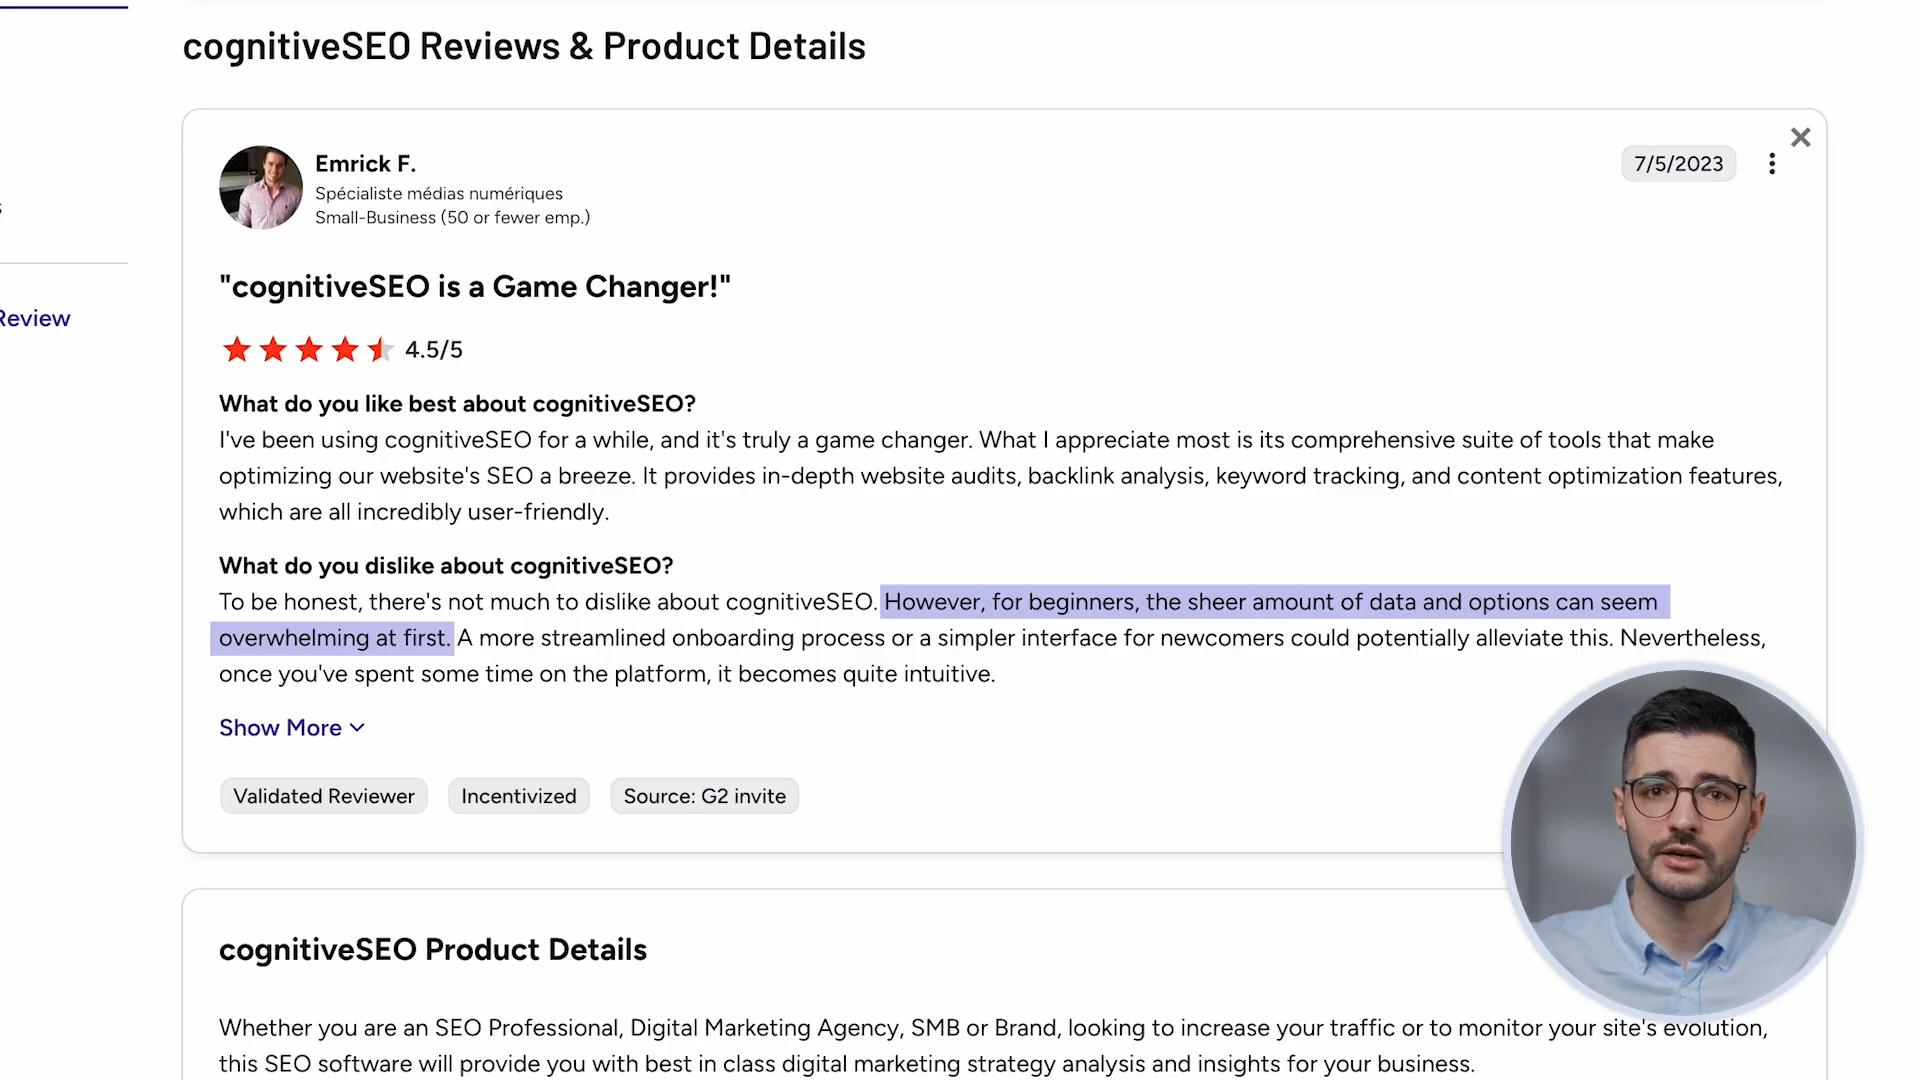 cognitiveSEO Reviews & Product Details
Emrick F.
7/5/2023
Spécialiste médias numériques
Small-Business (50 or fewer emp.)
s
"cognitiveSEO is a Game Changer!"
Review
4.5/5
What do you like best about cognitiveSEO?
I've been using cognitiveSEO for a while, and it's truly a game changer. What I appreciate most is its comprehensive suite of tools that make
optimizing our website's SEO a breeze. It provides in-depth website audits, backlink analysis, keyword tracking, and content optimization features,
which are all incredibly user-friendly.
What do you dislike about cognitiveSEO?
To be honest, there's not much to dislike about cognitiveSEO. However, for beginners, the sheer amount of data and options can seem
overwhelming at first. A more streamlined onboarding process or a simpler interface for newcomers could potentially alleviate this. Nevertheless,
once you've spent some time on the platform, it becomes quite intuitive.
Show More
Validated Reviewer
Incentivized
Source: G2 invite
cognitiveSEO Product Details
Whether you are an SEO Professional, Digital Marketing Agency, SMB or Brand, looking to increase your traffic or to monitor your site's evolution,
this SEO software will provide you with best in class digital marketing strategy analysis and insights for your business.